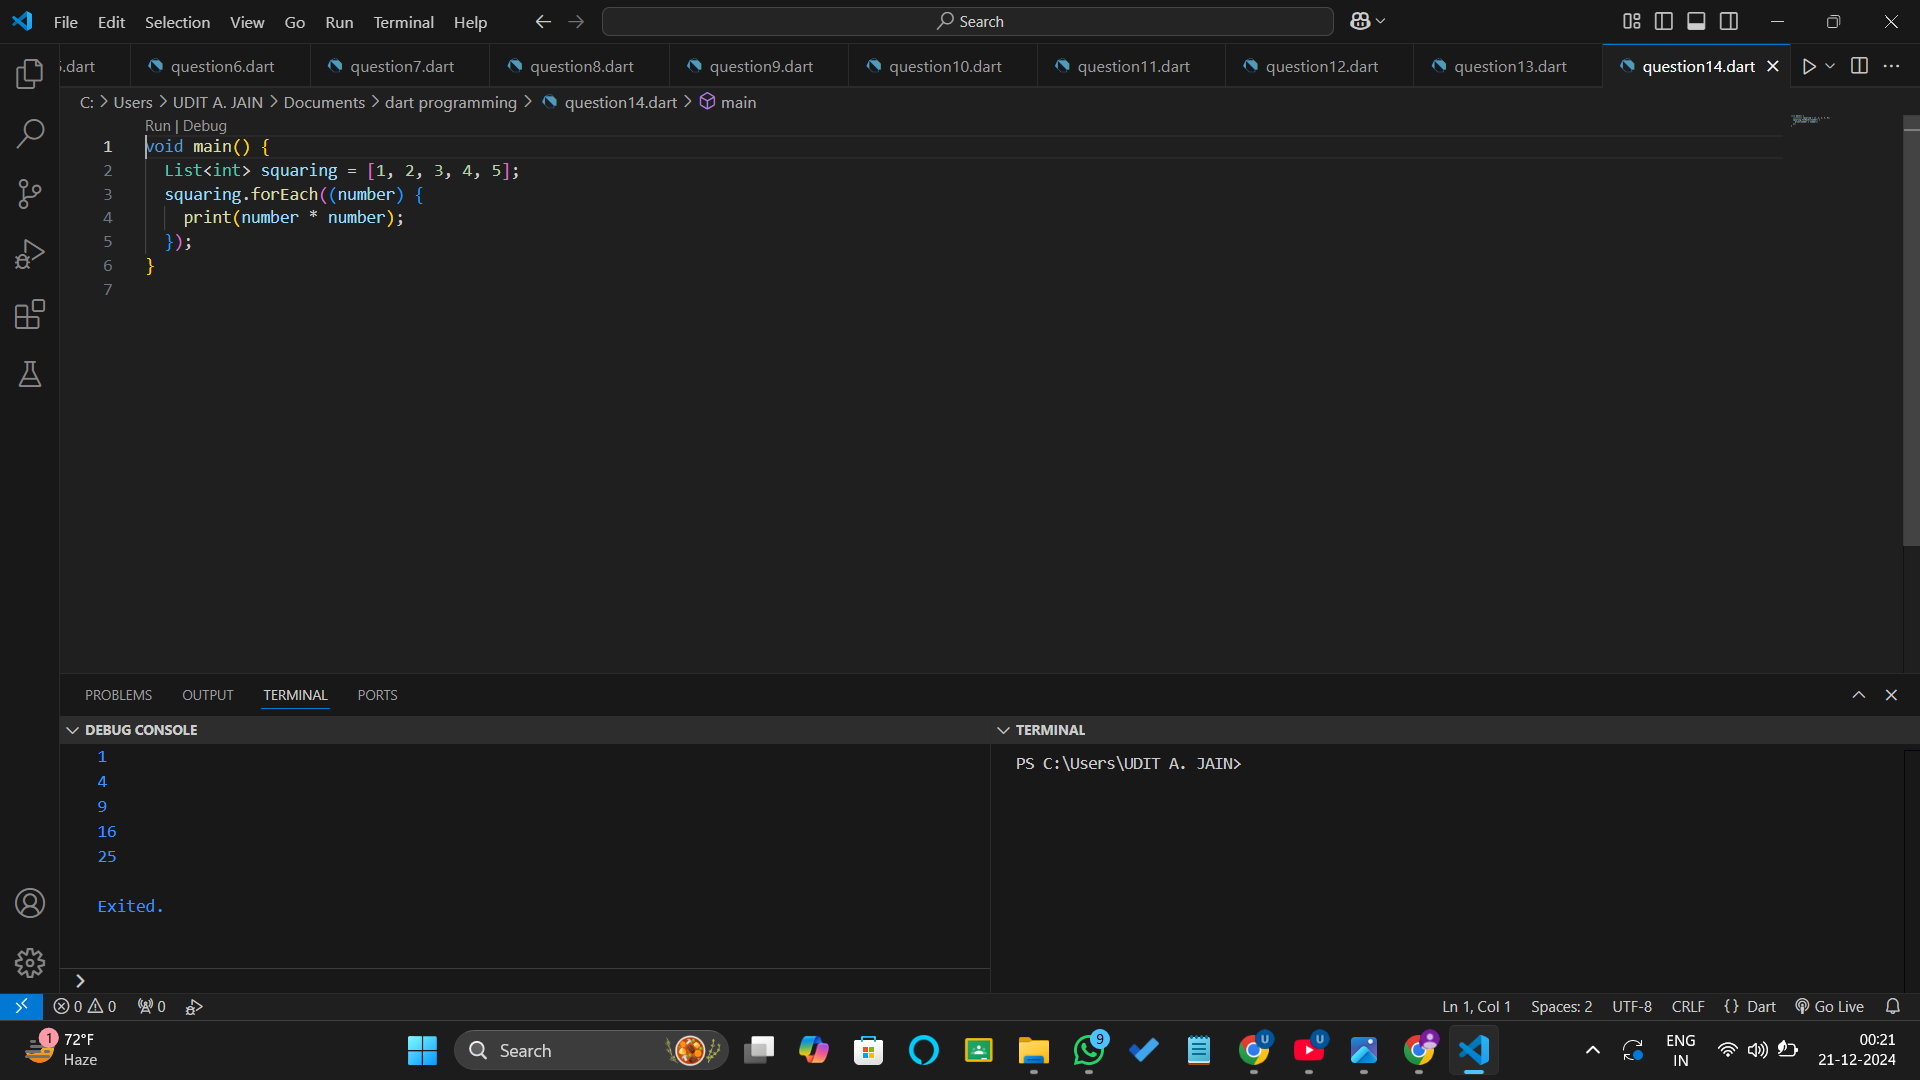 File Edit Selection View Go Run Terminal Help
Search
5.dart question6.dart question7.dart question8.dart question9.dart question10.dart question11.dart question12.dart question13.dart question14.dart
C: > Users > UDIT A. JAIN > Documents > dart programming > question14.dart > main
Run | Debug
1 void main() {
2 List<int> squaring = [1, 2, 3, 4, 5];
3 squaring.forEach((number) {
4 print(number * number);
5 });
6 }
7
PROBLEMS OUTPUT TERMINAL PORTS
DEBUG CONSOLE
1
4
9
16
25
Exited.
TERMINAL
PS C:\Users\UDIT A. JAIN>
0 0 0
Ln 1, Col 1 Spaces: 2 UTF-8 CRLF {} Dart Go Live
1
72°F
Haze
Search
9
U
U
ENG
IN
00:21
21-12-2024